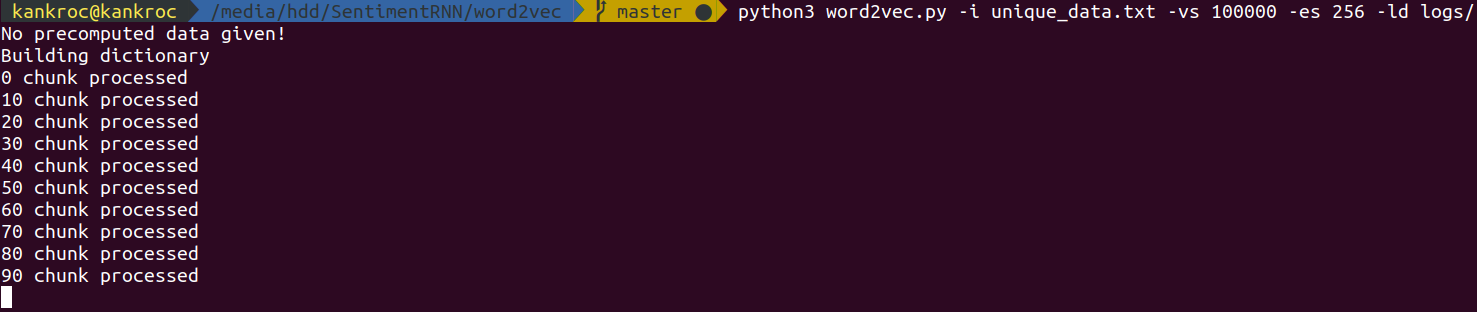 kankroc@kankroc /media/hdd/SentimentRNN/word2vec master ● python3 word2vec.py -i unique_data.txt -vs 100000 -es 256 -ld logs/
No precomputed data given!
Building dictionary
0 chunk processed
10 chunk processed
20 chunk processed
30 chunk processed
40 chunk processed
50 chunk processed
60 chunk processed
70 chunk processed
80 chunk processed
90 chunk processed